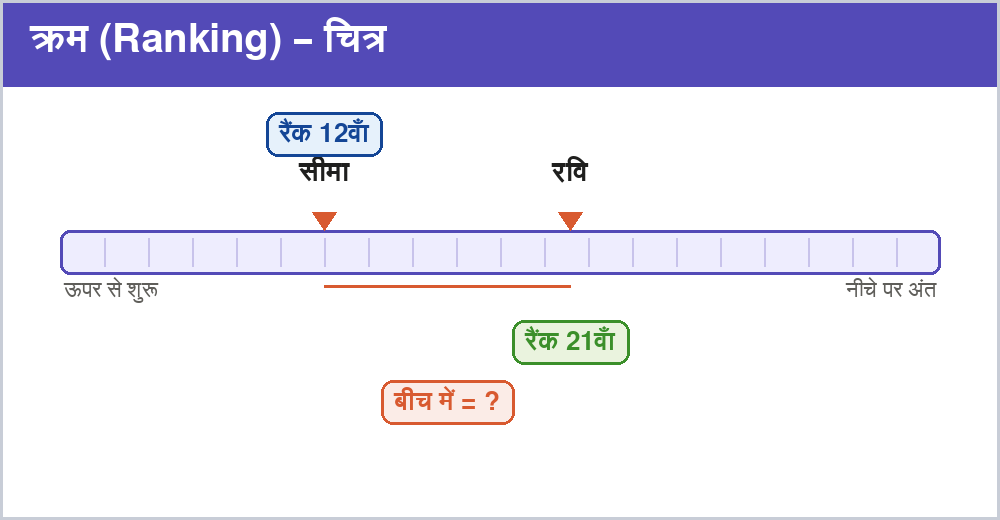 क्रम (Ranking) – चित्र
रैंक 12वाँ
सीमा
रवि
ऊपर से शुरू
नीचे पर अंत
रैंक 21वाँ
बीच में = ?